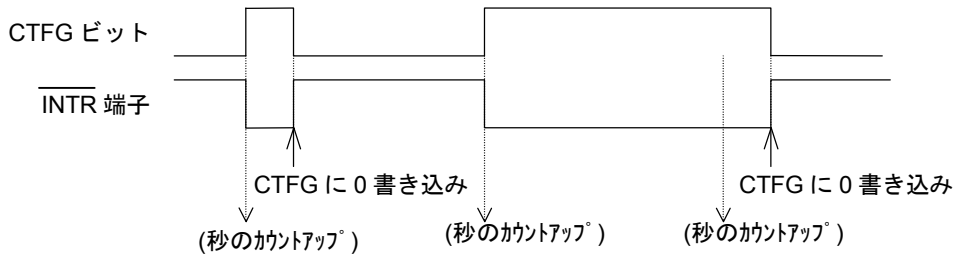 CTFG ビット
INTR 端子
CTFG に 0 書き込み
CTFG に 0 書き込み
(秒のｶｳﾝﾄｱｯﾌﾟ)
(秒のｶｳﾝﾄｱｯﾌﾟ)
(秒のｶｳﾝﾄｱｯﾌﾟ)